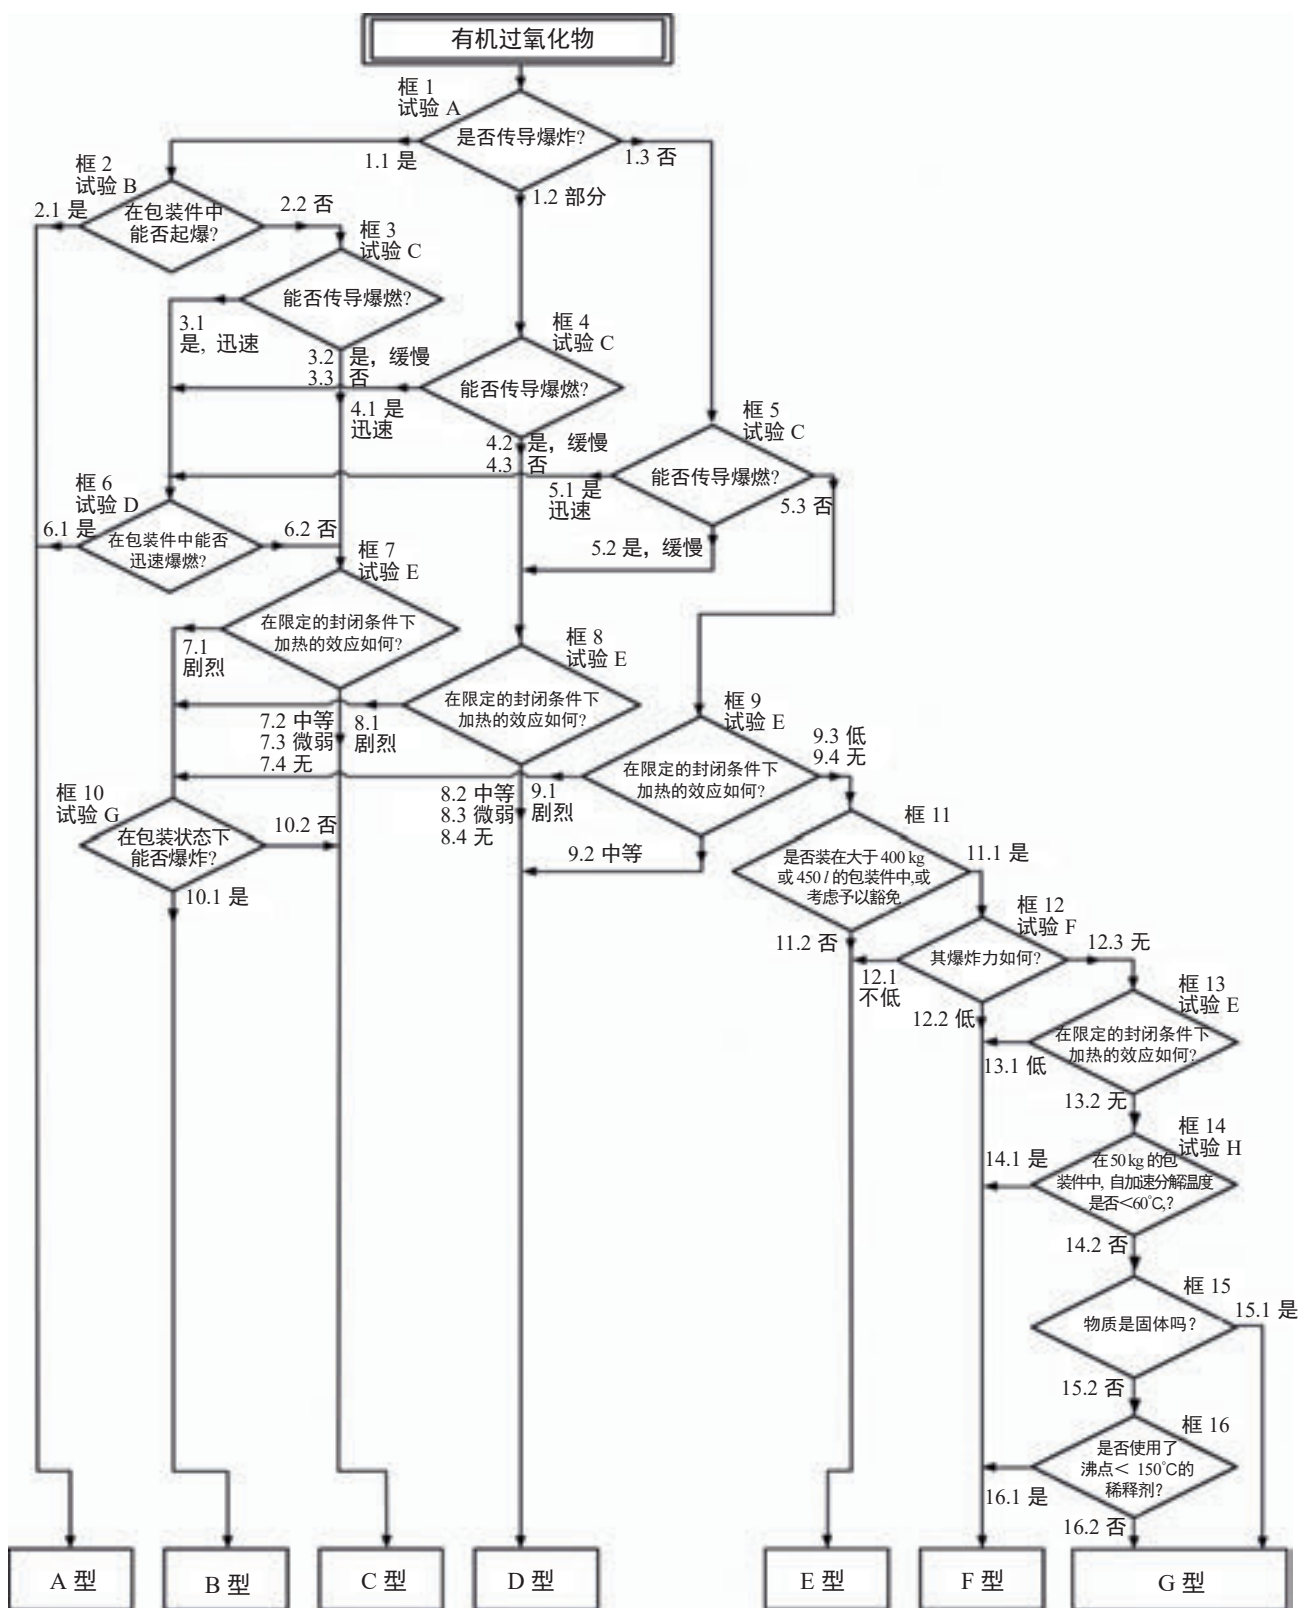 有机过氧化物
框 1
试验 A
是否传导爆炸?
1.1 是
1.3 否
1.2 部分
框 2
试验 B
2.1 是
在包装件中
能否起爆?
2.2 否
框 3
试验 C
能否传导爆燃?
3.1
是, 迅速
3.2 是，缓慢
3.3 否
框 4
试验 C
能否传导爆燃?
4.1 是
迅速
4.2 是，缓慢
4.3 否
框 5
试验 C
能否传导爆燃?
5.1 是
迅速
5.3 否
5.2 是，缓慢
框 6
试验 D
6.1 是
在包装件中能否
迅速爆燃?
6.2 否
框 7
试验 E
在限定的封闭条件下
加热的效应如何?
7.1
剧烈
7.2 中等
7.3 微弱
7.4 无
框 8
试验 E
在限定的封闭条件下
加热的效应如何?
8.1
剧烈
8.2 中等
8.3 微弱
8.4 无
框 9
试验 E
在限定的封闭条件下
加热的效应如何?
9.3 低
9.4 无
9.1
剧烈
9.2 中等
框 10
试验 G
在包装状态下
能否爆炸?
10.2 否
10.1 是
框 11
是否装在大于 400 kg
或 450 l 的包装件中,或
考虑予以豁免
11.1 是
11.2 否
框 12
试验 F
其爆炸力如何?
12.3 无
12.1
不低
12.2 低
框 13
试验 E
在限定的封闭条件下
加热的效应如何?
13.1 低
13.2 无
框 14
试验 H
14.1 是
在 50 kg 的包
装件中, 自加速分解温度
是否＜60℃,?
14.2 否
框 15
物质是固体吗?
15.1 是
15.2 否
框 16
是否使用了
沸点＜ 150℃的
稀释剂?
16.1 是
16.2 否
A 型
B 型
C 型
D 型
E 型
F 型
G 型